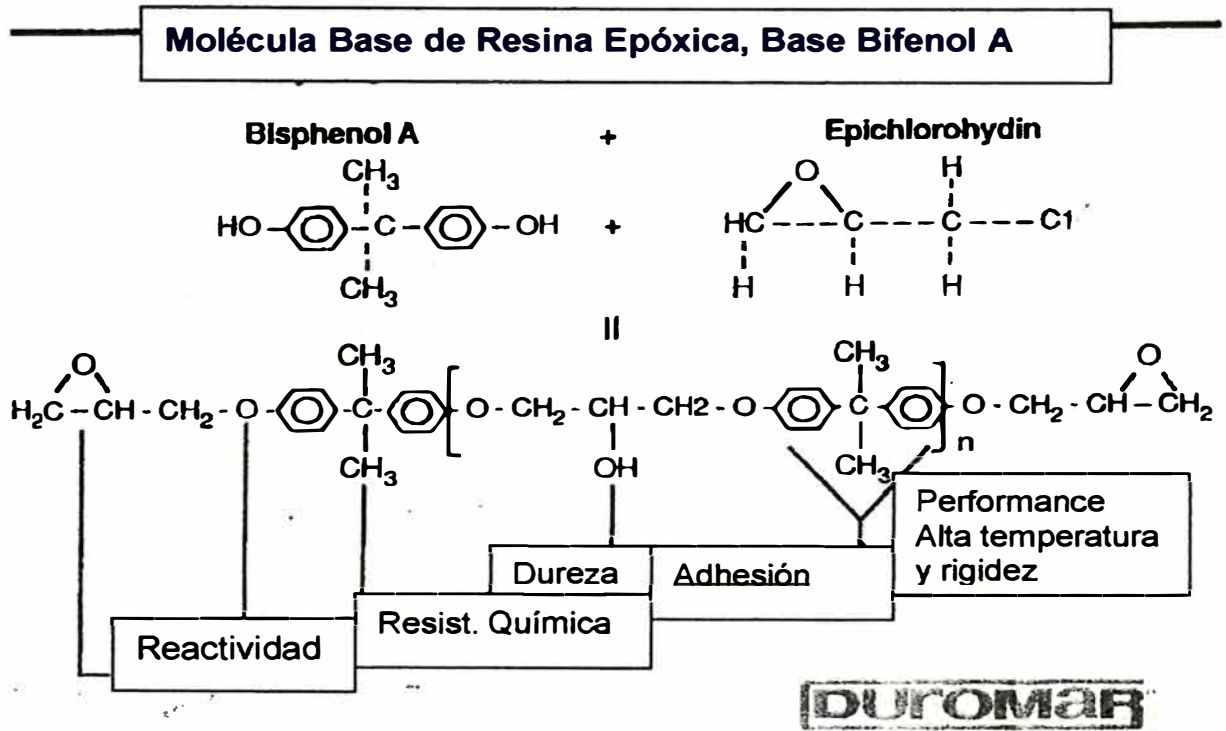 Molécula Base de Resina Epóxica, Base Bifenol A
Bisphenol A + Epichlorohydin
CH3 O H
HO - C - OH + HC - C - C - C1
CH3 H H H
=
O CH3 CH3 O
H2C - CH - CH2 - O - C - [ O - CH2 - CH - CH2 - O - C - ]n O - CH2 - CH - CH2
CH3 OH CH3
Performance
Alta temperatura
y rigidez
Dureza Adhesión
Resist. Química
Reactividad
DUROMAR